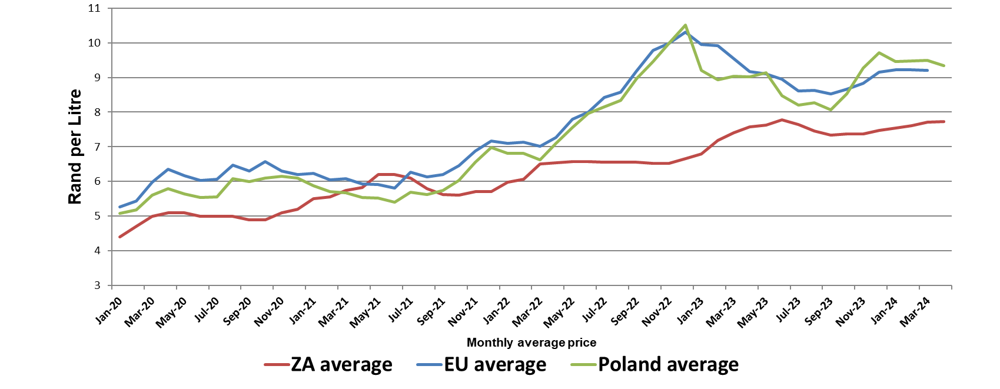 11
10
9
8
7
6
5
4
3
Rand per Litre
Jan-20 Mar-20 May-20 Jul-20 Sep-20 Nov-20 Jan-21 Mar-21 May-21 Jul-21 Sep-21 Nov-21 Jan-22 Mar-22 May-22 Jul-22 Sep-22 Nov-22 Jan-23 Mar-23 May-23 Jul-23 Sep-23 Nov-23 Jan-24 Mar-24
Monthly average price
ZA average EU average Poland average